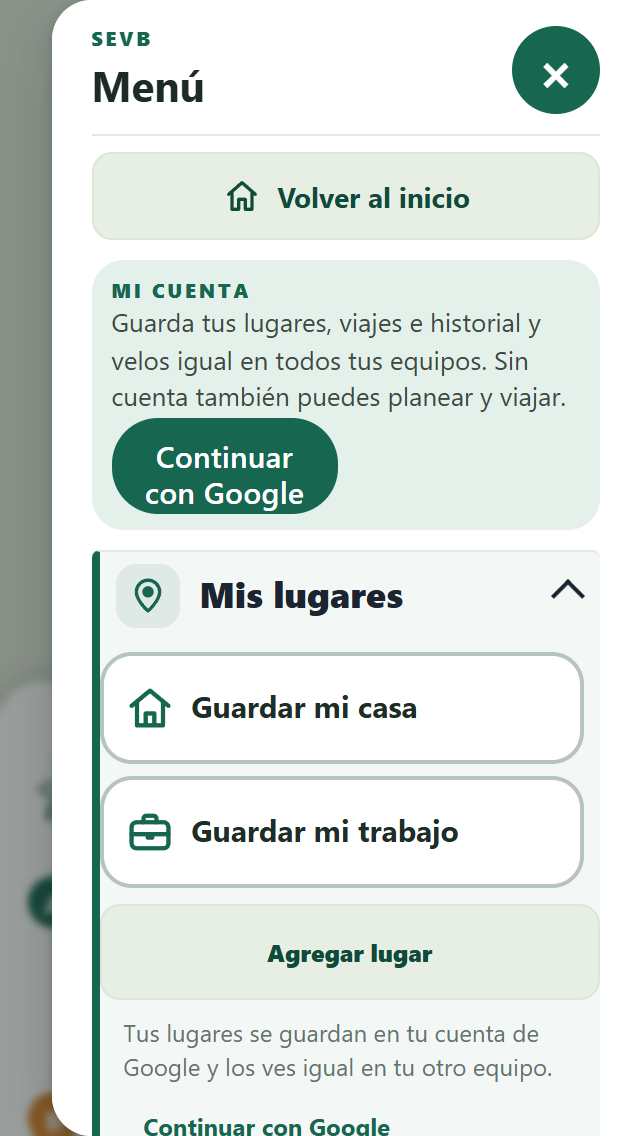 SEVB
Menú
Volver al inicio
MI CUENTA
Guarda tus lugares, viajes e historial y
velos igual en todos tus equipos. Sin
cuenta también puedes planear y viajar.
Continuar
con Google
Mis lugares
Guardar mi casa
Guardar mi trabajo
Agregar lugar
Tus lugares se guardan en tu cuenta de
Google y los ves igual en tu otro equipo.
Continuar con Google